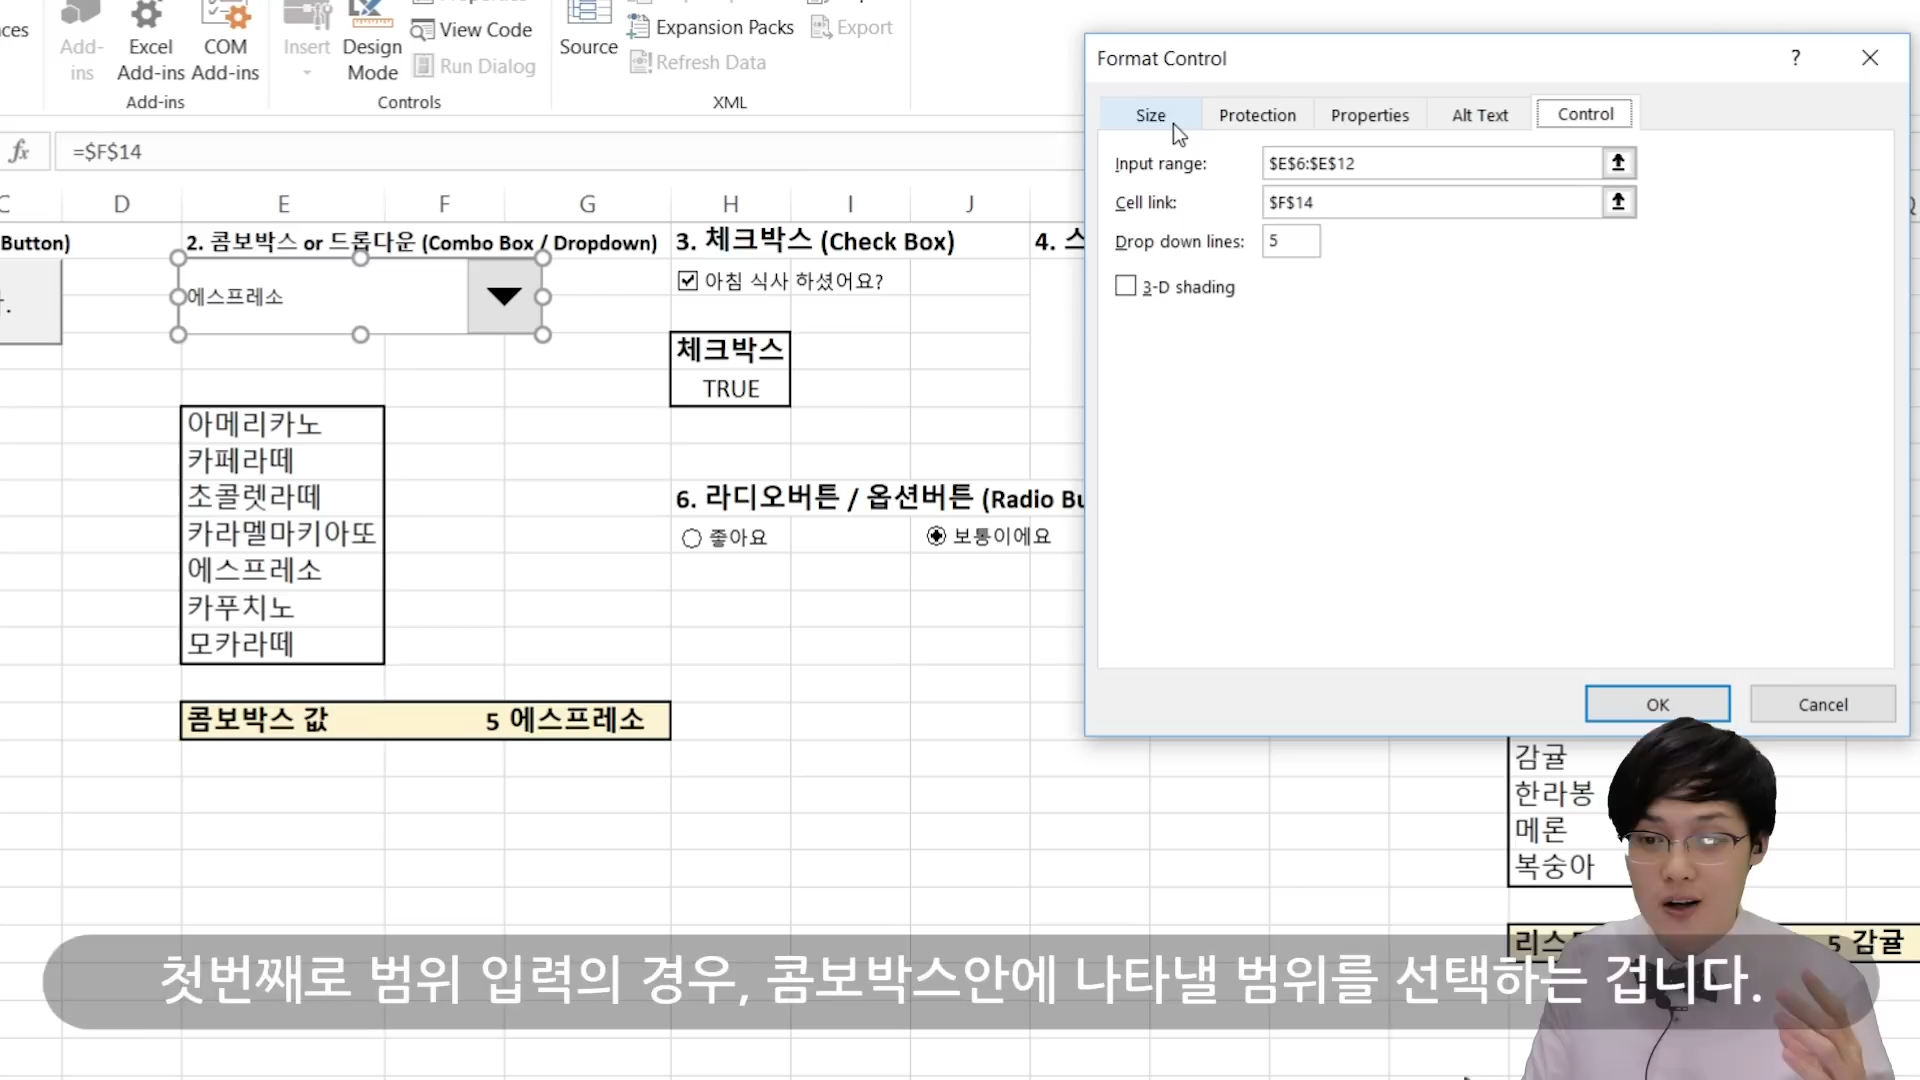 Add-
ins
Excel
Add-ins
COM
Add-ins
Add-ins
Insert
Design
Mode
View Code
Run Dialog
Controls
Source
Expansion Packs
Refresh Data
Export
XML
fx
=$F$14
C D E F G H I J
Button)
2. 콤보박스 or 드롭다운 (Combo Box / Dropdown)
3. 체크박스 (Check Box)
4. 스
에스프레소
아침 식사 하셨어요?
체크박스
TRUE
아메리카노
카페라떼
초콜렛라떼
카라멜마키아또
에스프레소
카푸치노
모카라떼
6. 라디오버튼 / 옵션버튼 (Radio Bu
좋아요
보통이에요
콤보박스 값 5 에스프레소
Format Control
?
Size
Protection
Properties
Alt Text
Control
Input range: $E$6:$E$12
Cell link: $F$14
Drop down lines: 5
3-D shading
OK
Cancel
감귤
한라봉
메론
복숭아
리스
5 감귤
첫번째로 범위 입력의 경우, 콤보박스안에 나타낼 범위를 선택하는 겁니다.